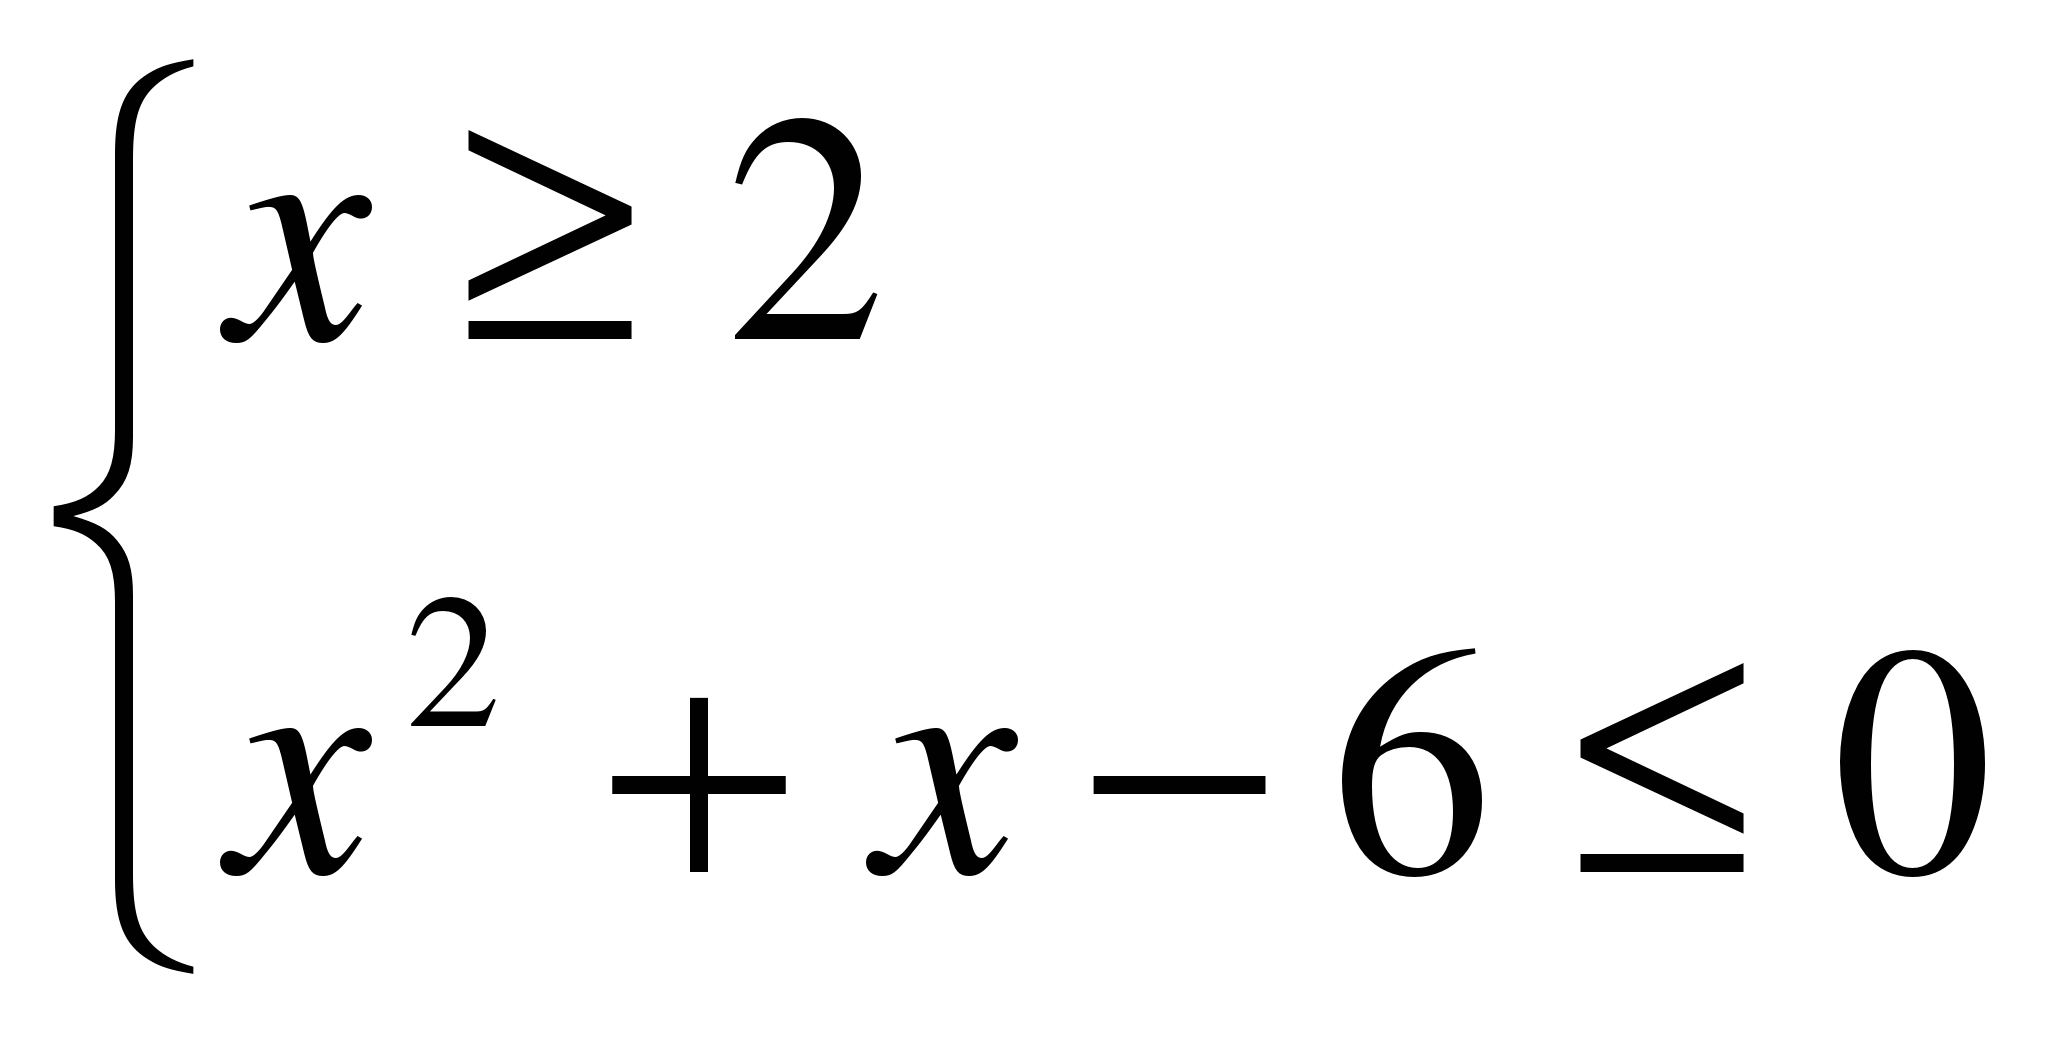 x ≥ 2
x² + x − 6 ≤ 0